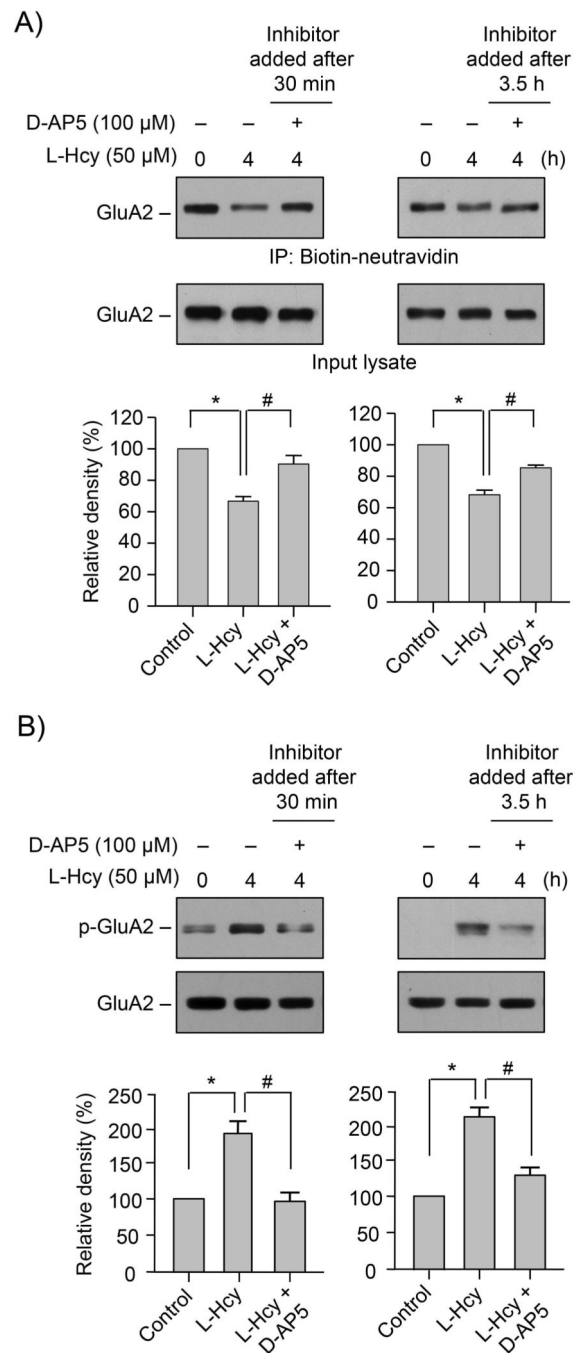 A)
Inhibitor added after 30 min
Inhibitor added after 3.5 h
D-AP5 (100 µM) – – + – – +
L-Hcy (50 µM) 0 4 4 0 4 4 (h)
GluA2 –
IP: Biotin-neutravidin
GluA2 –
Input lysate
Relative density (%)
120
100
80
60
40
20
0
* #
Control
L-Hcy
L-Hcy + D-AP5
120
100
80
60
40
20
0
* #
Control
L-Hcy
L-Hcy + D-AP5
B)
Inhibitor added after 30 min
Inhibitor added after 3.5 h
D-AP5 (100 µM) – – + – – +
L-Hcy (50 µM) 0 4 4 0 4 4 (h)
p-GluA2 –
GluA2 –
Relative density (%)
250
200
150
100
50
0
* #
Control
L-Hcy
L-Hcy + D-AP5
250
200
150
100
50
0
* #
Control
L-Hcy
L-Hcy + D-AP5